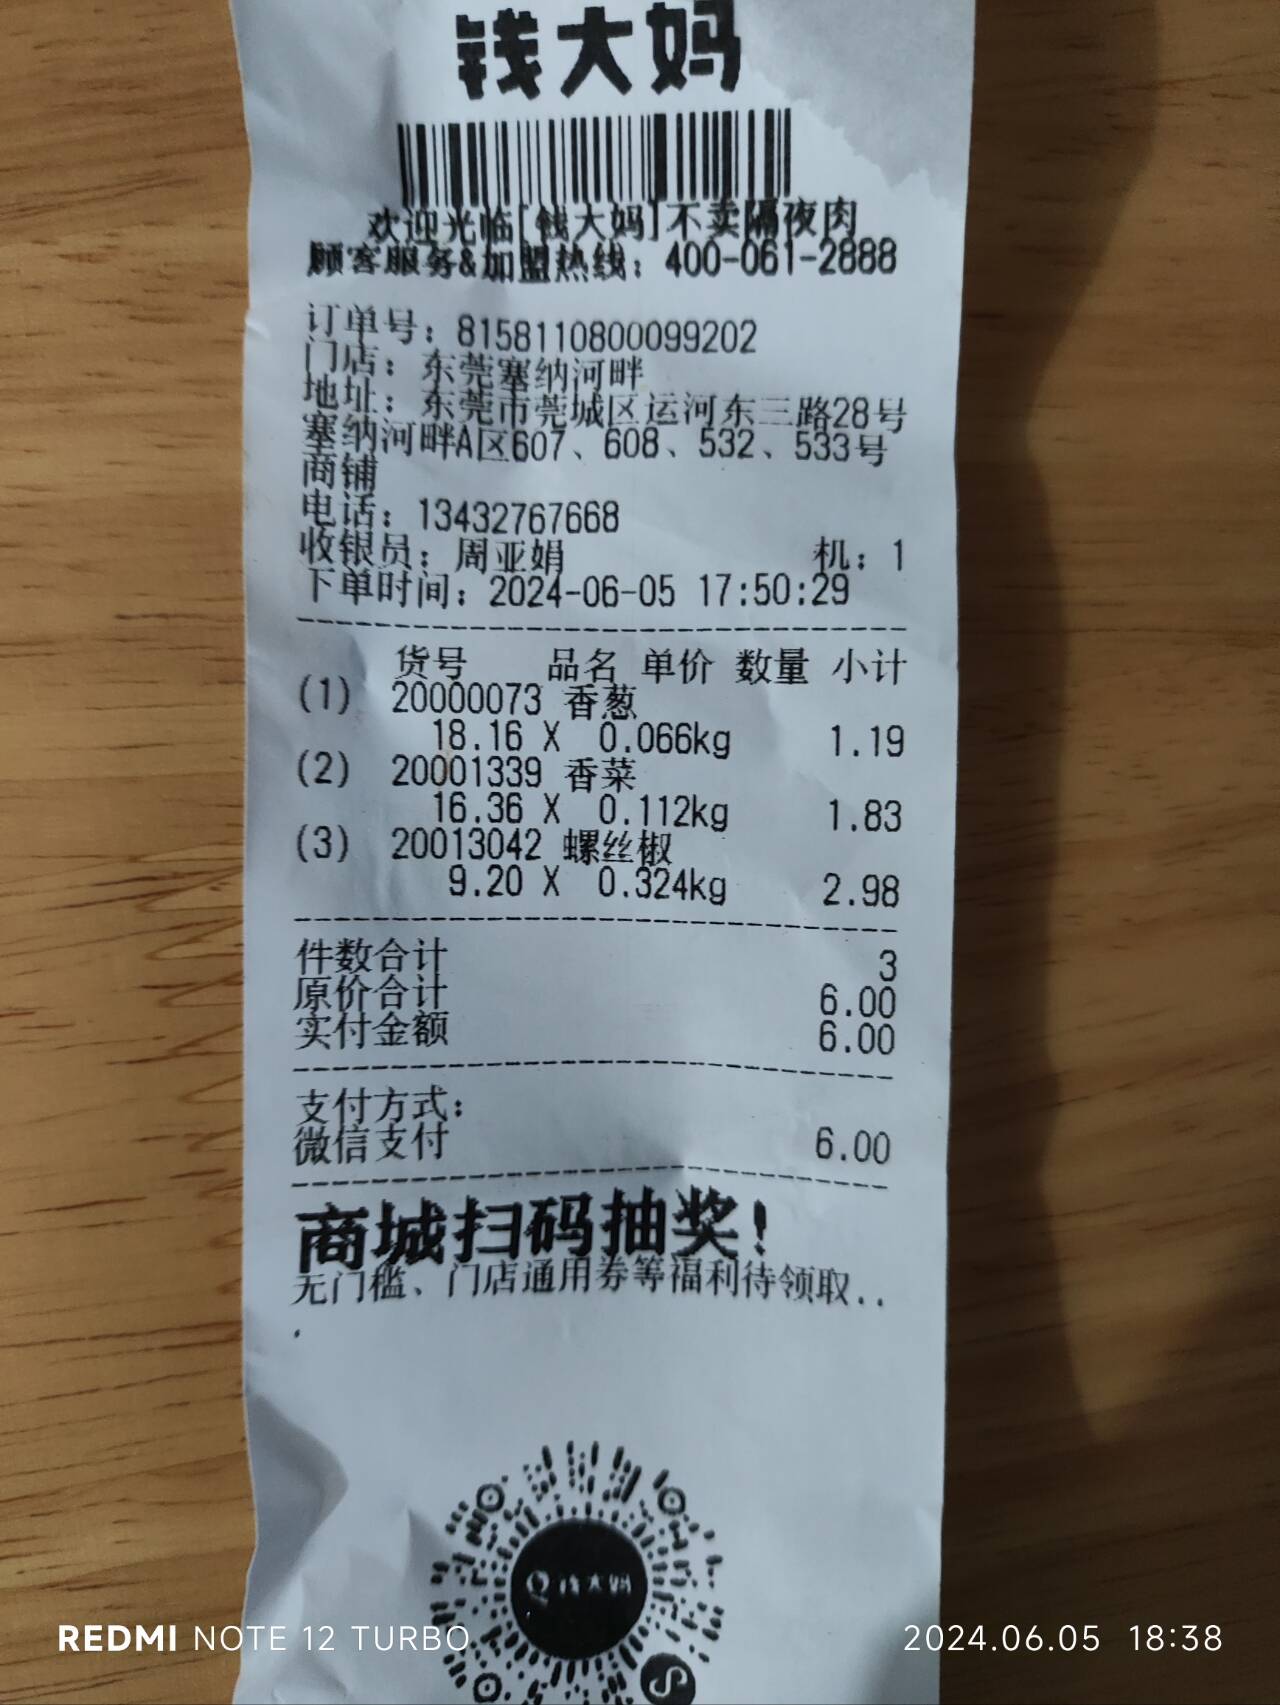 钱大妈
欢迎光临[钱大妈]不卖隔夜肉
顾客服务&加盟热线：400-061-2888
订单号：8158110800099202
门店：东莞塞纳河畔
地址：东莞市莞城区运河东三路28号
塞纳河畔A区607、608、532、533号
商铺
电话：13432767668
收银员：周亚娟 机：1
下单时间：2024-06-05 17:50:29
货号 品名 单价 数量 小计
(1) 20000073 香葱
18.16 X 0.066kg 1.19
(2) 20001339 香菜
16.36 X 0.112kg 1.83
(3) 20013042 螺丝椒
9.20 X 0.324kg 2.98
件数合计 3
原价合计 6.00
实付金额 6.00
支付方式：
微信支付 6.00
商城扫码抽奖！
无门槛、门店通用券等福利待领取..
.
钱大妈
REDMI NOTE 12 TURBO
2024.06.05 18:38